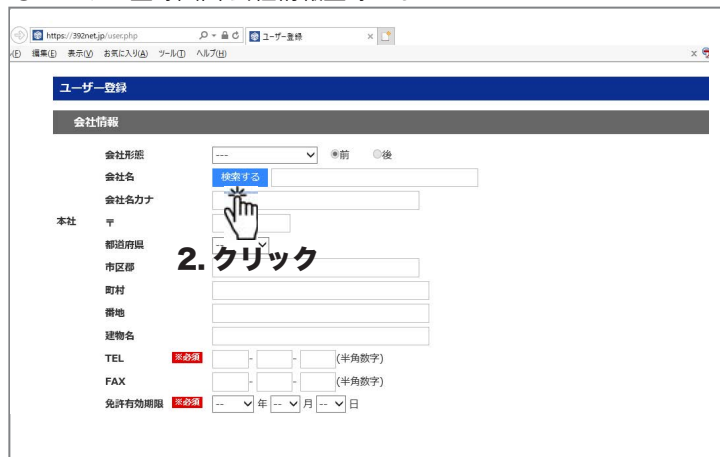 https://392net.jp/usec.php
ユーザー登録
編集(E) 表示(V) お気に入り(A) ツール(T) ヘルプ(H)
ユーザー登録
会社情報
会社形態 --- 前 後
会社名 検索する
会社名カナ
本社 〒
都道府県 --
2. クリック
市区郡
町村
番地
建物名
TEL ※必須 - - (半角数字)
FAX - - (半角数字)
免許有効期限 ※必須 -- 年 -- 月 -- 日